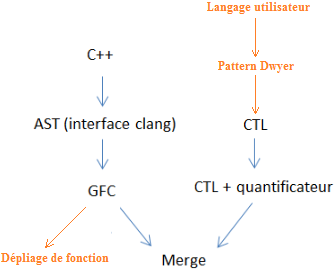 Langage utilisateur
C++
Pattern Dwyer
AST (interface clang)
CTL
GFC
CTL + quantificateur
Dépliage de fonction
Merge